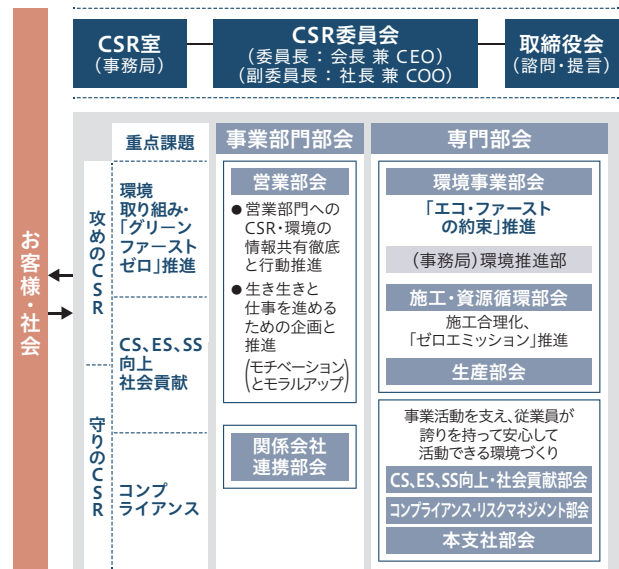 CSR室
(事務局)
CSR委員会
(委員長：会長 兼 CEO)
(副委員長：社長 兼 COO)
取締役会
(諮問・提言)
お客様・社会
攻めのCSR
守りのCSR
重点課題
環境
取り組み・
「グリーン
ファースト
ゼロ」推進
CS、ES、SS
向上
社会貢献
コンプ
ライアンス
事業部門部会
営業部会
●営業部門への
CSR・環境の
情報共有徹底
と行動推進
●生き生きと
仕事を進める
ための企画と
推進
(モチベーション
とモラルアップ)
関係会社
連携部会
専門部会
環境事業部会
「エコ・ファースト
の約束」推進
(事務局)環境推進部
施工・資源循環部会
施工合理化、
「ゼロエミッション」推進
生産部会
事業活動を支え、従業員が
誇りを持って安心して
活動できる環境づくり
CS、ES、SS向上・社会貢献部会
コンプライアンス・リスクマネジメント部会
本支社部会